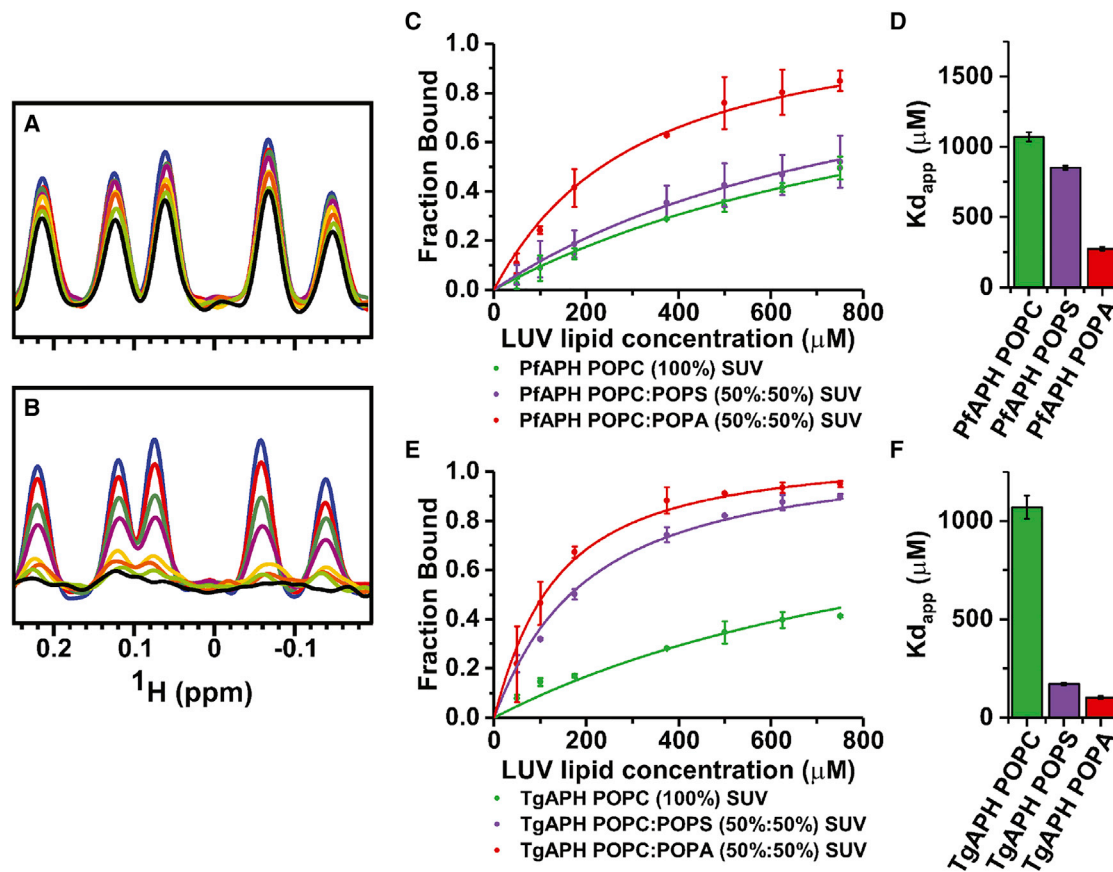 A
B
0.2 0.1 0 -0.1
¹H (ppm)
C
Fraction Bound
1.0
0.8
0.6
0.4
0.2
0.0
0 200 400 600 800
LUV lipid concentration (μM)
PfAPH POPC (100%) SUV
PfAPH POPC:POPS (50%:50%) SUV
PfAPH POPC:POPA (50%:50%) SUV
D
Kd app (μM)
1500
1000
500
0
PfAPH POPC
PfAPH POPS
PfAPH POPA
E
Fraction Bound
1.0
0.8
0.6
0.4
0.2
0.0
0 200 400 600 800
LUV lipid concentration (μM)
TgAPH POPC (100%) SUV
TgAPH POPC:POPS (50%:50%) SUV
TgAPH POPC:POPA (50%:50%) SUV
F
Kd app (μM)
1000
500
0
TgAPH POPC
TgAPH POPS
TgAPH POPA